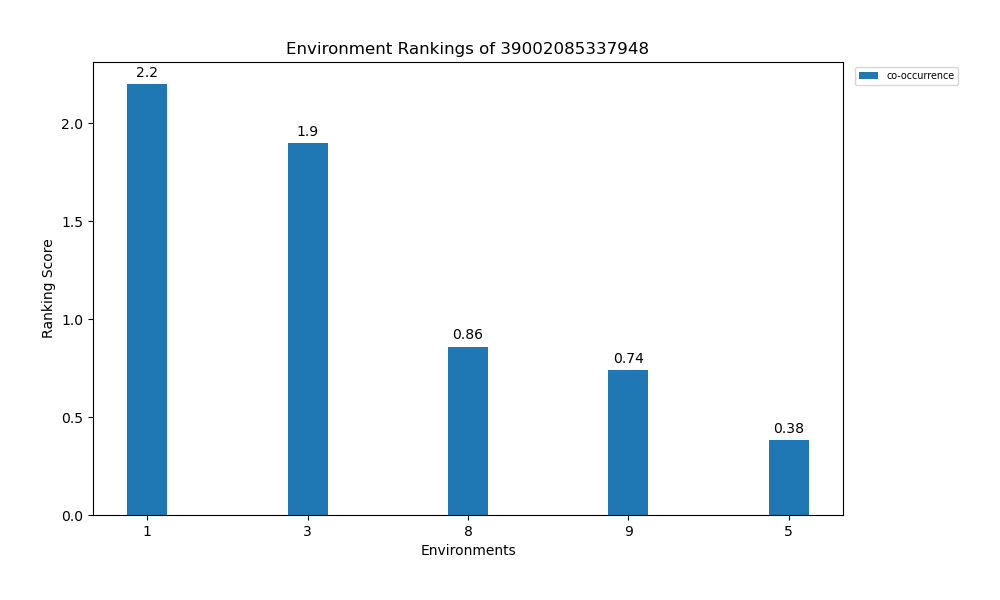 Environment Rankings of 39002085337948
co-occurrence
2.2
1.9
0.86
0.74
0.38
Ranking Score
2.0
1.5
1.0
0.5
0.0
1 3 8 9 5
Environments